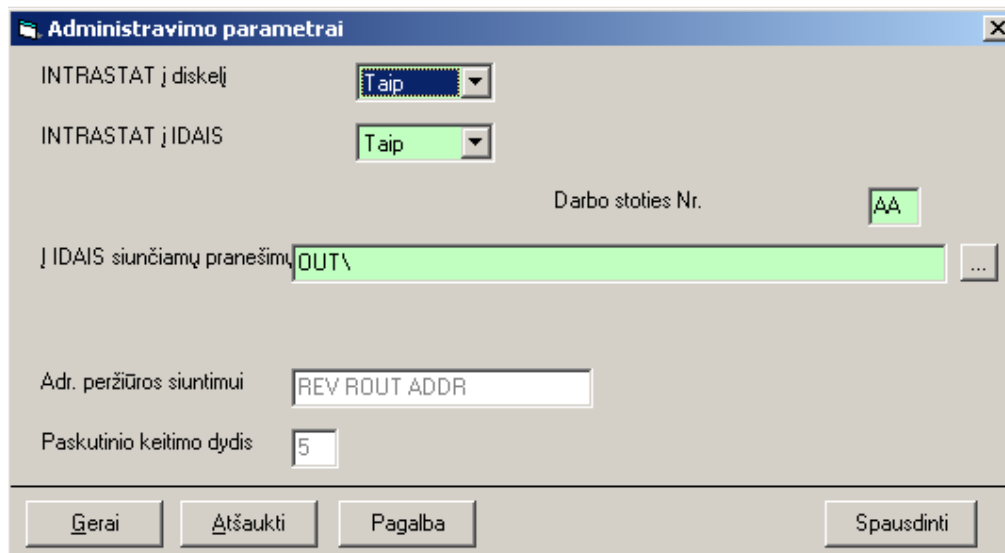 Administravimo parametrai
INTRASTAT į diskelį Taip
INTRASTAT į IDAIS Taip
Darbo stoties Nr. AA
Į IDAIS siunčiamų pranešimų OUT\ ...
Adr. peržiūros siuntimui REV ROUT ADDR
Paskutinio keitimo dydis 5
Gerai Atšaukti Pagalba Spausdinti